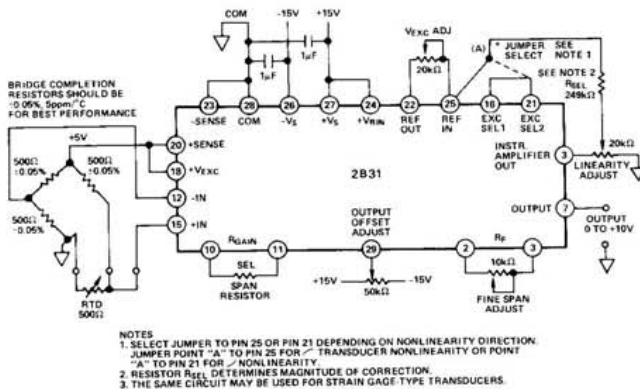 COM
-15V
+15V
1μF
1μF
VEXC ADJ
20kΩ
(A)
* JUMPER SEE
SELECT NOTE 1
SEE NOTE 2
RSEL
249kΩ
BRIDGE COMPLETION
RESISTORS SHOULD BE
±0.05%, 5ppm/°C
FOR BEST PERFORMANCE
23
28
26
27
24
22
25
16
21
-SENSE
COM
-VS
+VS
+VRIN
REF
OUT
REF
IN
EXC
SEL1
EXC
SEL2
+5V
20 +SENSE
18 +VEXC
12 -IN
15 +IN
500Ω
±0.05%
500Ω
±0.05%
500Ω
±0.05%
RTD
500Ω
2B31
INSTR.
AMPLIFIER
OUT
3
20kΩ
LINEARITY
ADJUST
OUTPUT
7
OUTPUT
0 TO +10V
OUTPUT
OFFSET
ADJUST
RGAIN
10
11
SEL
SPAN
RESISTOR
29
+15V
-15V
50kΩ
RF
2
3
10kΩ
FINE SPAN
ADJUST
NOTES
1. SELECT JUMPER TO PIN 25 OR PIN 21 DEPENDING ON NONLINEARITY DIRECTION.
JUMPER POINT "A" TO PIN 25 FOR TRANSDUCER NONLINEARITY OR POINT
"A" TO PIN 21 FOR NONLINEARITY.
2. RESISTOR RSEL DETERMINES MAGNITUDE OF CORRECTION.
3. THE SAME CIRCUIT MAY BE USED FOR STRAIN GAGE-TYPE TRANSDUCERS.